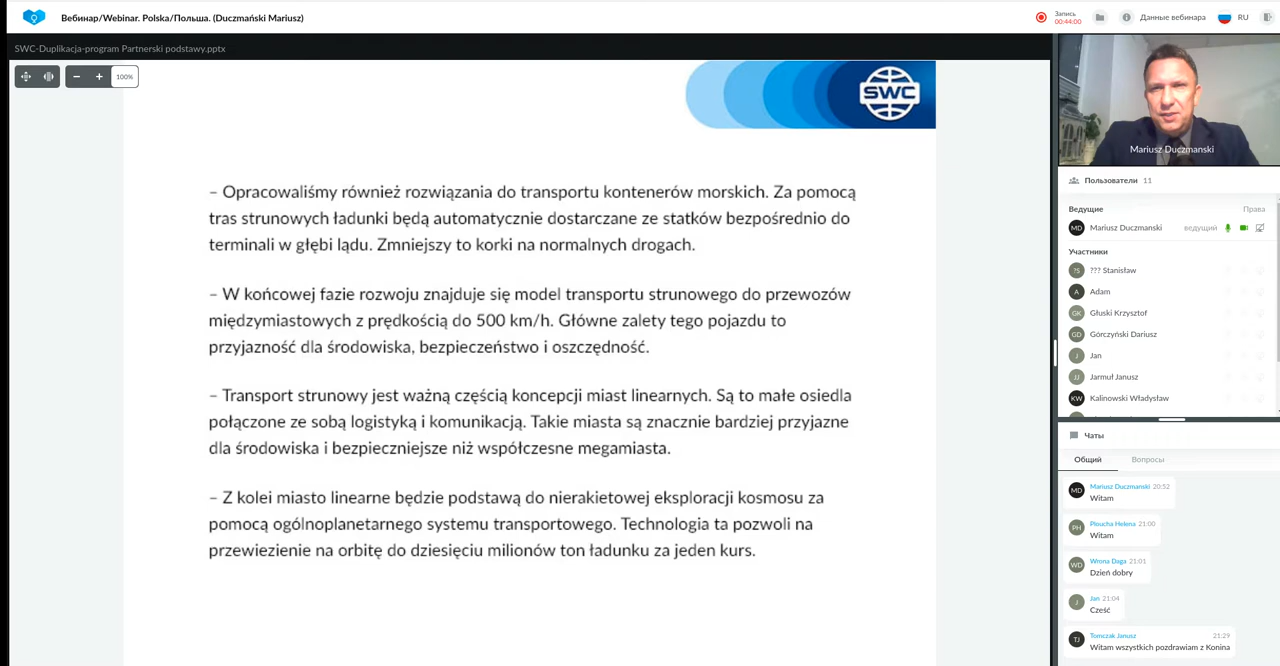 Вебинар/Webinar. Polska/Польша. (Duczmański Mariusz)
Запись
00:44:00
Данные вебинара
RU
SWC-Duplikacja-program Partnerski podstawy.pptx
100%
SWC
– Opracowaliśmy również rozwiązania do transportu kontenerów morskich. Za pomocą
tras strunowych ładunki będą automatycznie dostarczane ze statków bezpośrednio do
terminali w głębi lądu. Zmniejszy to korki na normalnych drogach.
– W końcowej fazie rozwoju znajduje się model transportu strunowego do przewozów
międzymiastowych z prędkością do 500 km/h. Główne zalety tego pojazdu to
przyjazność dla środowiska, bezpieczeństwo i oszczędność.
– Transport strunowy jest ważną częścią koncepcji miast linearnych. Są to małe osiedla
połączone ze sobą logistyką i komunikacją. Takie miasta są znacznie bardziej przyjazne
dla środowiska i bezpieczniejsze niż współczesne megamiasta.
– Z kolei miasto linearne będzie podstawą do nierakietowej eksploracji kosmosu za
pomocą ogólnoplanetarnego systemu transportowego. Technologia ta pozwoli na
przewiezienie na orbitę do dziesięciu milionów ton ładunku za jeden kurs.
Mariusz Duczmanski
Пользователи 11
Ведущие Права
MD Mariusz Duczmanski ведущий
Участники
?S ??? Stanisław
A Adam
GK Głuski Krzysztof
GD Górczyński Dariusz
J Jan
JJ Jarmuł Janusz
KW Kalinowski Władysław
Чаты
Общий Вопросы
MD Mariusz Duczmanski 20:52
Witam
PH Ploucha Helena 21:00
Witam
WD Wrona Daga 21:01
Dzień dobry
J Jan 21:04
Cześć
TJ Tomczak Janusz 21:29
Witam wszystkich pozdrawiam z Konina